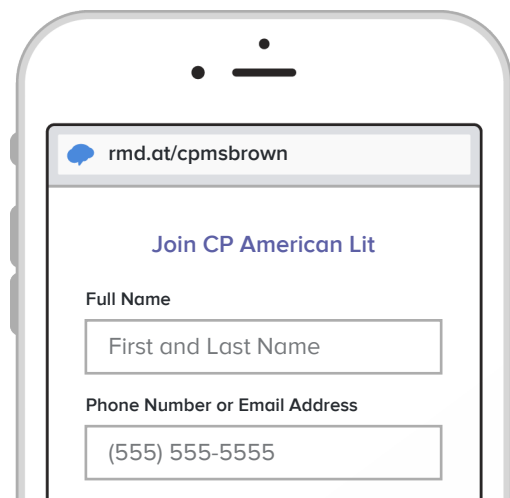 rmd.at/cpmsbrown
Join CP American Lit
Full Name
First and Last Name
Phone Number or Email Address
(555) 555-5555